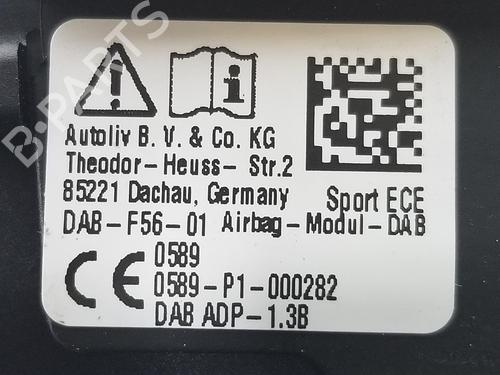 Autoliv B. V. & Co. KG
Theodor-Heuss-Str.2
85221 Dachau, Germany Sport ECE
DAB-F56-01 Airbag-Modul-DAB
CE 0589
0589-P1-000282
DAB ADP-1.3B
B-PARTS